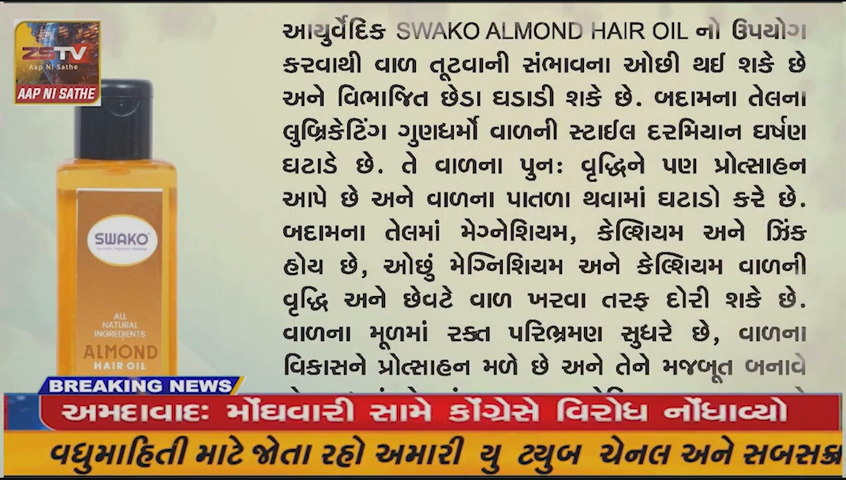 ZSTV
Aap Ni Sathe
AAP NI SATHE
આયુર્વેદિક SWAKO ALMOND HAIR OIL નો ઉપયોગ
કરવાથી વાળ તૂટવાની સંભાવના ઓછી થઈ શકે છે
અને વિભાજિત છેડા ઘડાડી શકે છે. બદામના તેલના
લુબ્રિકેટિંગ ગુણધર્મો વાળની સ્ટાઈલ દરમિયાન ઘર્ષણ
ઘટાડે છે. તે વાળના પુનઃ વૃદ્ધિને પણ પ્રોત્સાહન
આપે છે અને વાળના પાતળા થવામાં ઘટાડો કરે છે.
બદામના તેલમાં મેગ્નેશિયમ, કેલ્શિયમ અને ઝિંક
હોય છે, ઓછું મેગ્નિશિયમ અને કેલ્શિયમ વાળની
વૃદ્ધિ અને છેવટે વાળ ખરવા તરફ દોરી શકે છે.
વાળના મૂળમાં રક્ત પરિભ્રમણ સુધરે છે, વાળના
વિકાસને પ્રોત્સાહન મળે છે અને તેને મજબૂત બનાવે
SWAKO
ALL
NATURAL
INGREDIENTS
ALMOND
HAIR OIL
BREAKING NEWS
અમદાવાદઃ મોંઘવારી સામે કોંગ્રેસે વિરોધ નોંધાવ્યો
વધુમાહિતી માટે જોતા રહો અમારી યુ ટ્યુબ ચેનલ અને સબસક્રા